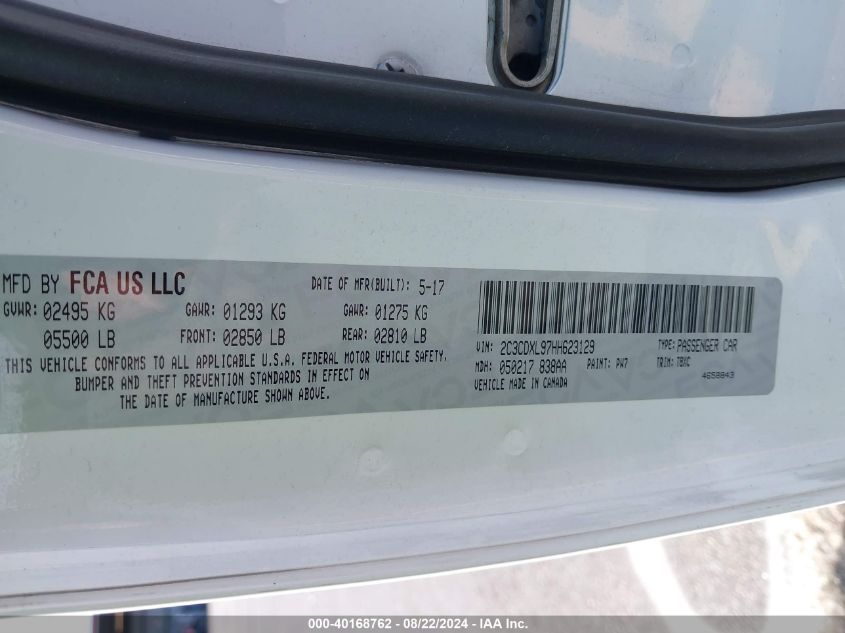 MFD BY FCA US LLC DATE OF MFR(BUILT): 5-17
GVWR: 02495 KG GAWR: 01293 KG GAWR: 01275 KG
05500 LB FRONT: 02850 LB REAR: 02810 LB
THIS VEHICLE CONFORMS TO ALL APPLICABLE U.S.A. FEDERAL MOTOR VEHICLE SAFETY,
BUMPER AND THEFT PREVENTION STANDARDS IN EFFECT ON
THE DATE OF MANUFACTURE SHOWN ABOVE.
VIN: 2C3CDXL97HH623129 TYPE: PASSENGER CAR
MDH: 050217 838AA PAINT: PW7 TRIM: TBXC
VEHICLE MADE IN CANADA 4658843
000-40168762 - 08/22/2024 - IAA Inc.